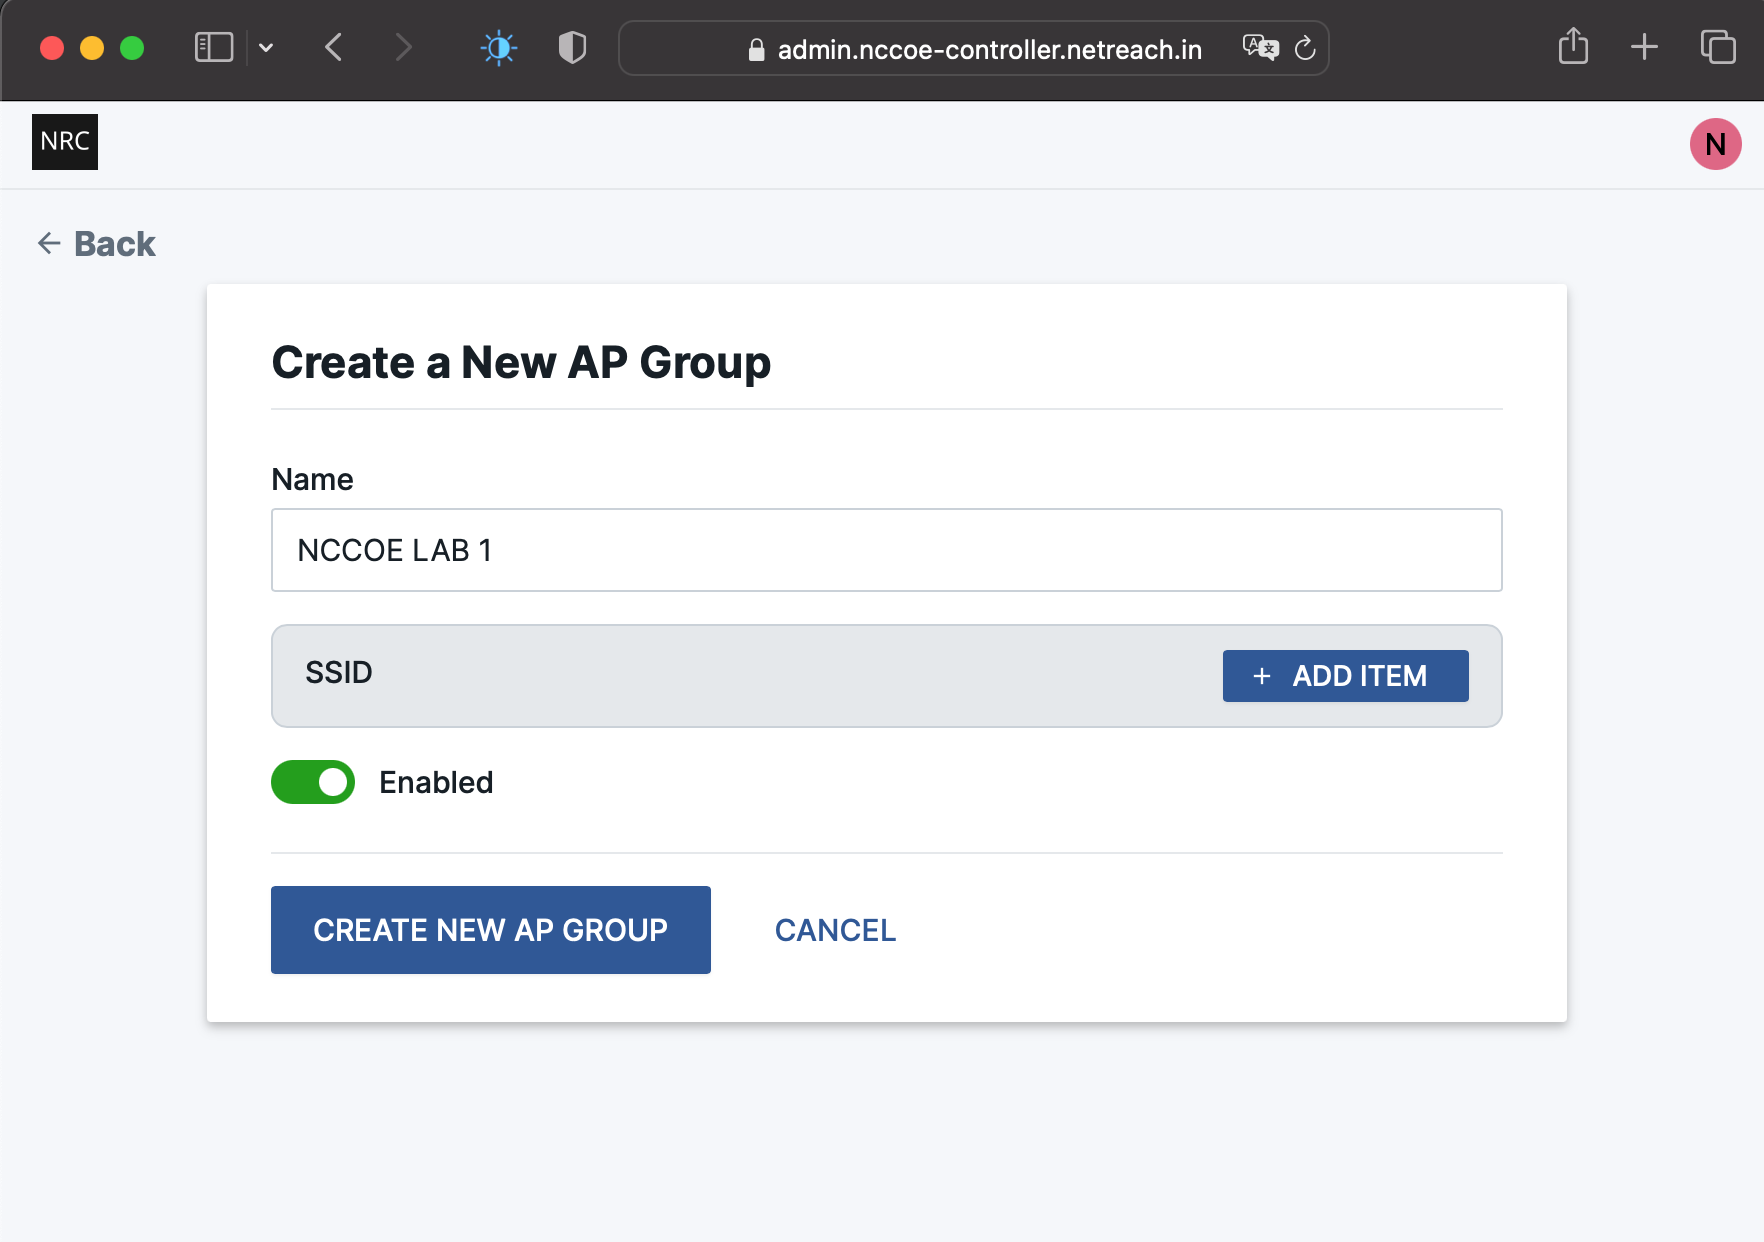 admin.nccoe-controller.netreach.in
NRC
N
← Back
Create a New AP Group
Name
NCCOE LAB 1
SSID
+ ADD ITEM
Enabled
CREATE NEW AP GROUP
CANCEL